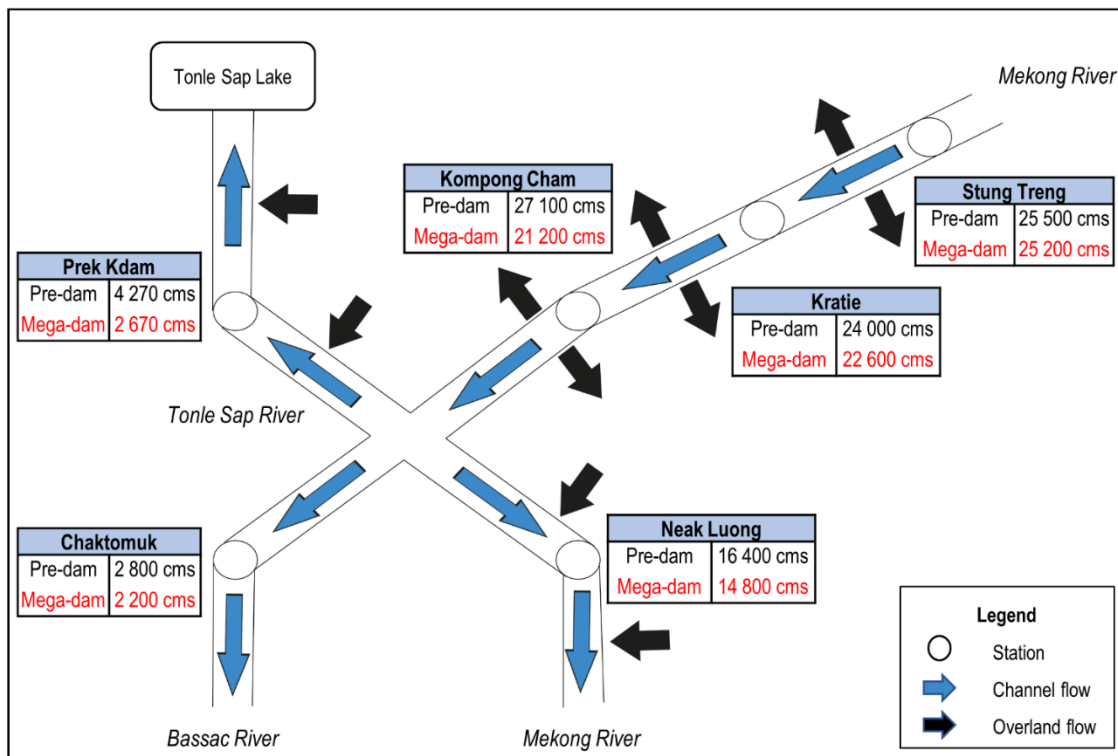 Tonle Sap Lake
Mekong River
Kompong Cham
Pre-dam 27 100 cms
Mega-dam 21 200 cms
Stung Treng
Pre-dam 25 500 cms
Mega-dam 25 200 cms
Prek Kdam
Pre-dam 4 270 cms
Mega-dam 2 670 cms
Kratie
Pre-dam 24 000 cms
Mega-dam 22 600 cms
Tonle Sap River
Chaktomuk
Pre-dam 2 800 cms
Mega-dam 2 200 cms
Neak Luong
Pre-dam 16 400 cms
Mega-dam 14 800 cms
Legend
Station
Channel flow
Overland flow
Bassac River
Mekong River